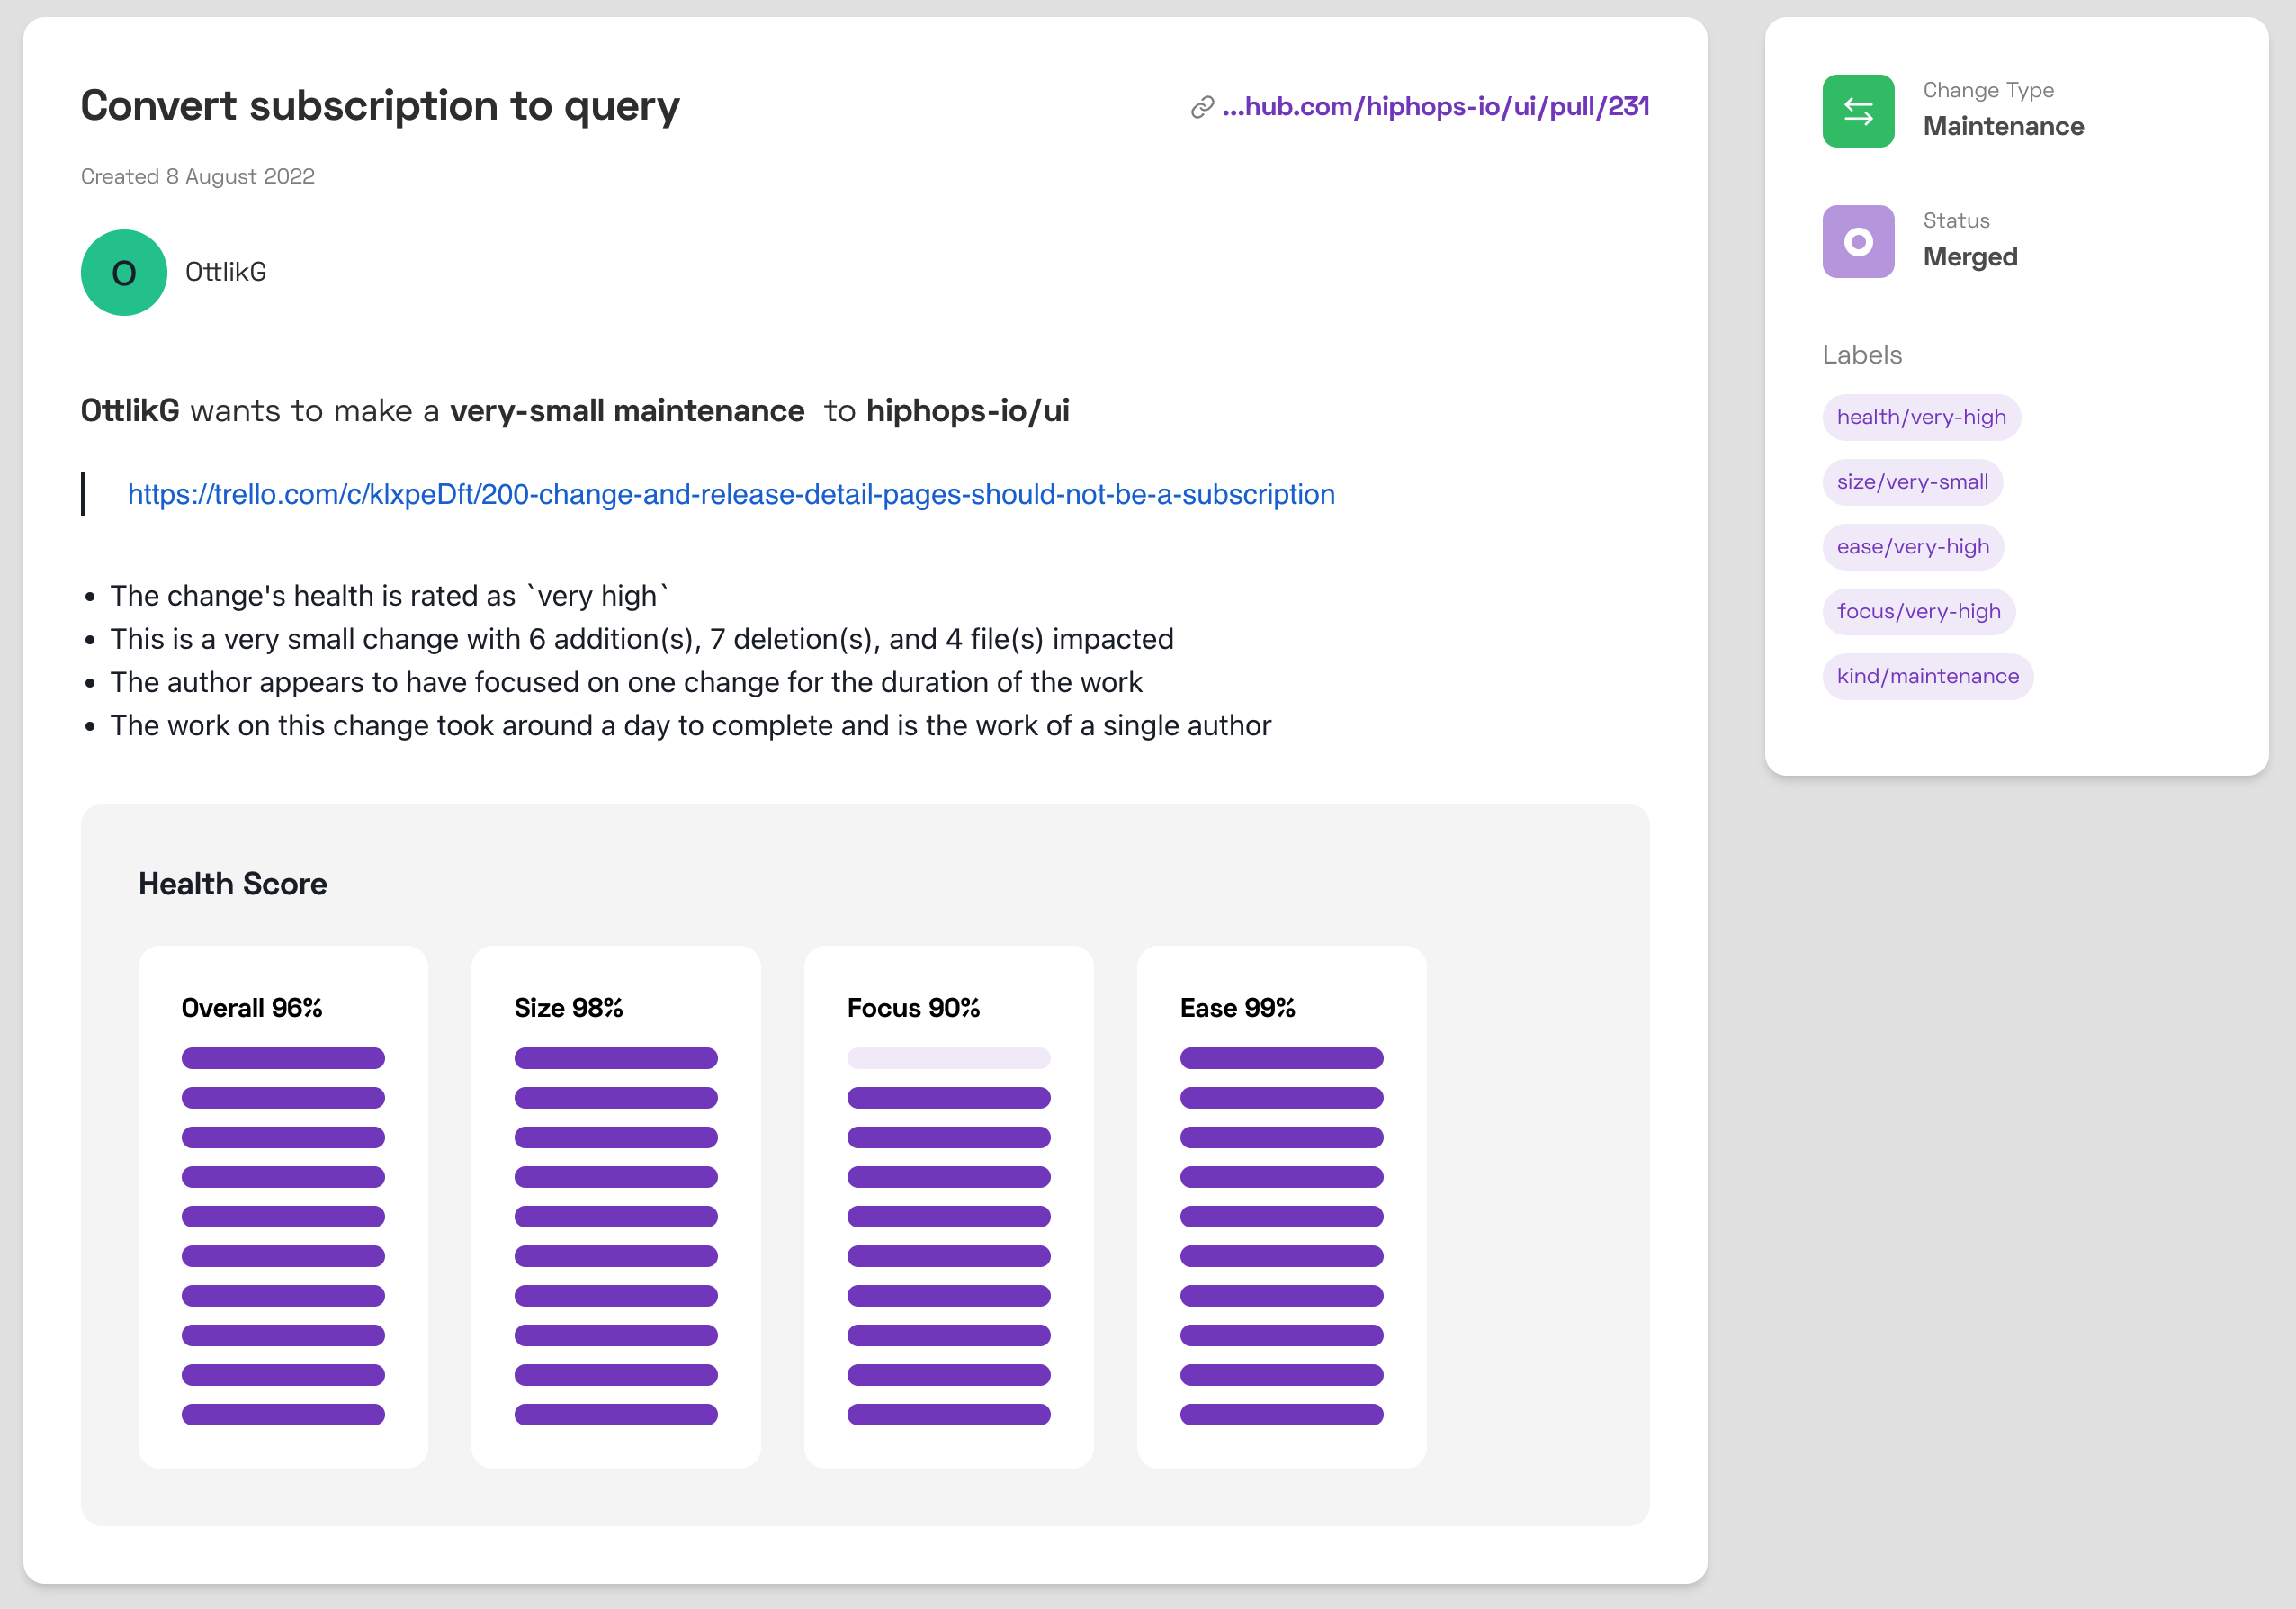 Convert subscription to query
...hub.com/hiphops-io/ui/pull/231
Created 8 August 2022
O
OttlikG
OttlikG wants to make a very-small maintenance to hiphops-io/ui
https://trello.com/c/klxpeDft/200-change-and-release-detail-pages-should-not-be-a-subscription
• The change's health is rated as `very high`
• This is a very small change with 6 addition(s), 7 deletion(s), and 4 file(s) impacted
• The author appears to have focused on one change for the duration of the work
• The work on this change took around a day to complete and is the work of a single author
Health Score
Overall 96%
Size 98%
Focus 90%
Ease 99%
Change Type
Maintenance
Status
Merged
Labels
health/very-high
size/very-small
ease/very-high
focus/very-high
kind/maintenance